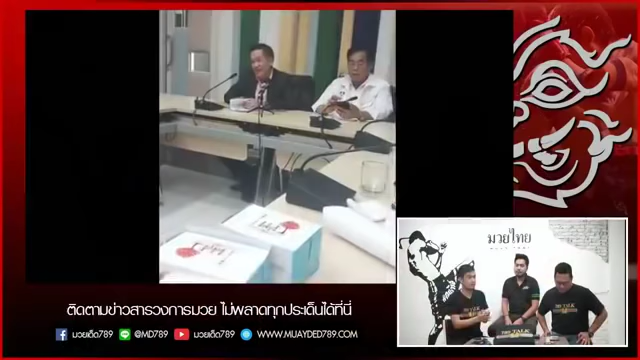 มวยไทย
TALK
ติดตามข่าวสารวงการมวย ไม่พลาดทุกประเด็นได้ที่นี่
มวยเด็ด789 @MD789 มวยเด็ด789 WWW.MUAYDED789.COM